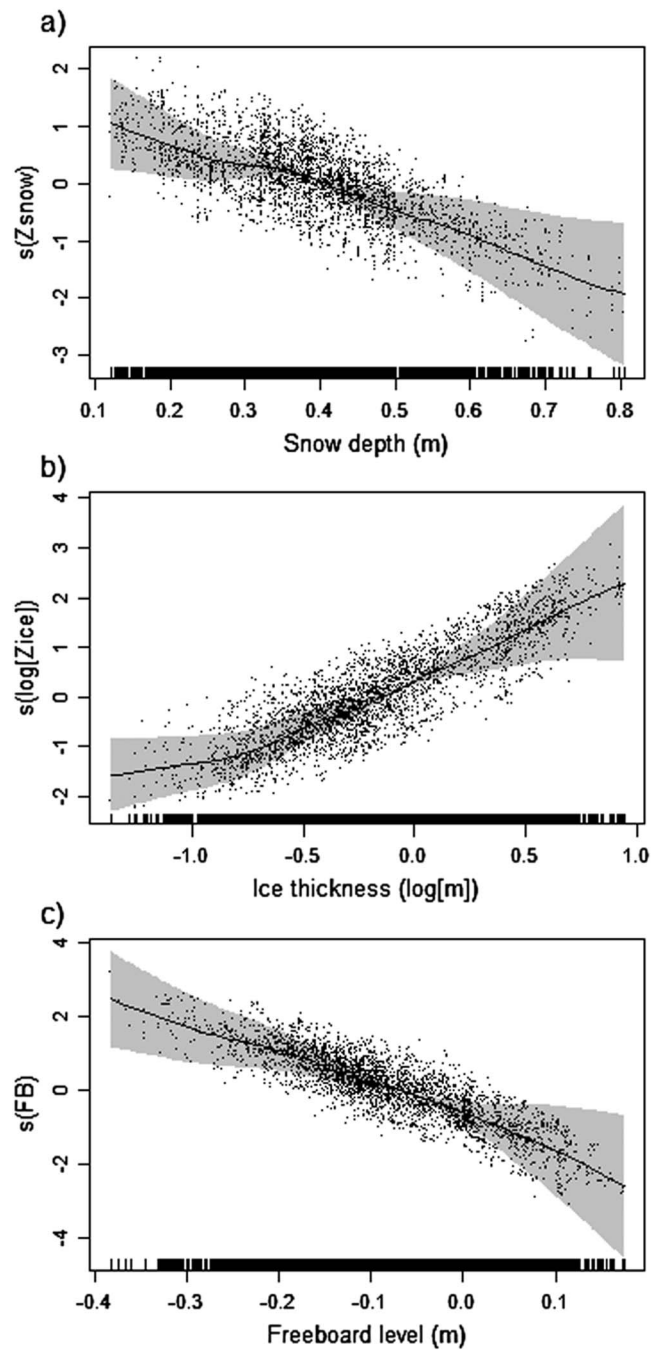 a)
2
1
0
-1
-2
-3
s(Zsnow)
0.1 0.2 0.3 0.4 0.5 0.6 0.7 0.8
Snow depth (m)
b)
4
3
2
1
0
-1
-2
s(log[Zice])
-1.0 -0.5 0.0 0.5 1.0
Ice thickness (log[m])
c)
4
2
0
-2
-4
s(FB)
-0.4 -0.3 -0.2 -0.1 0.0 0.1
Freeboard level (m)